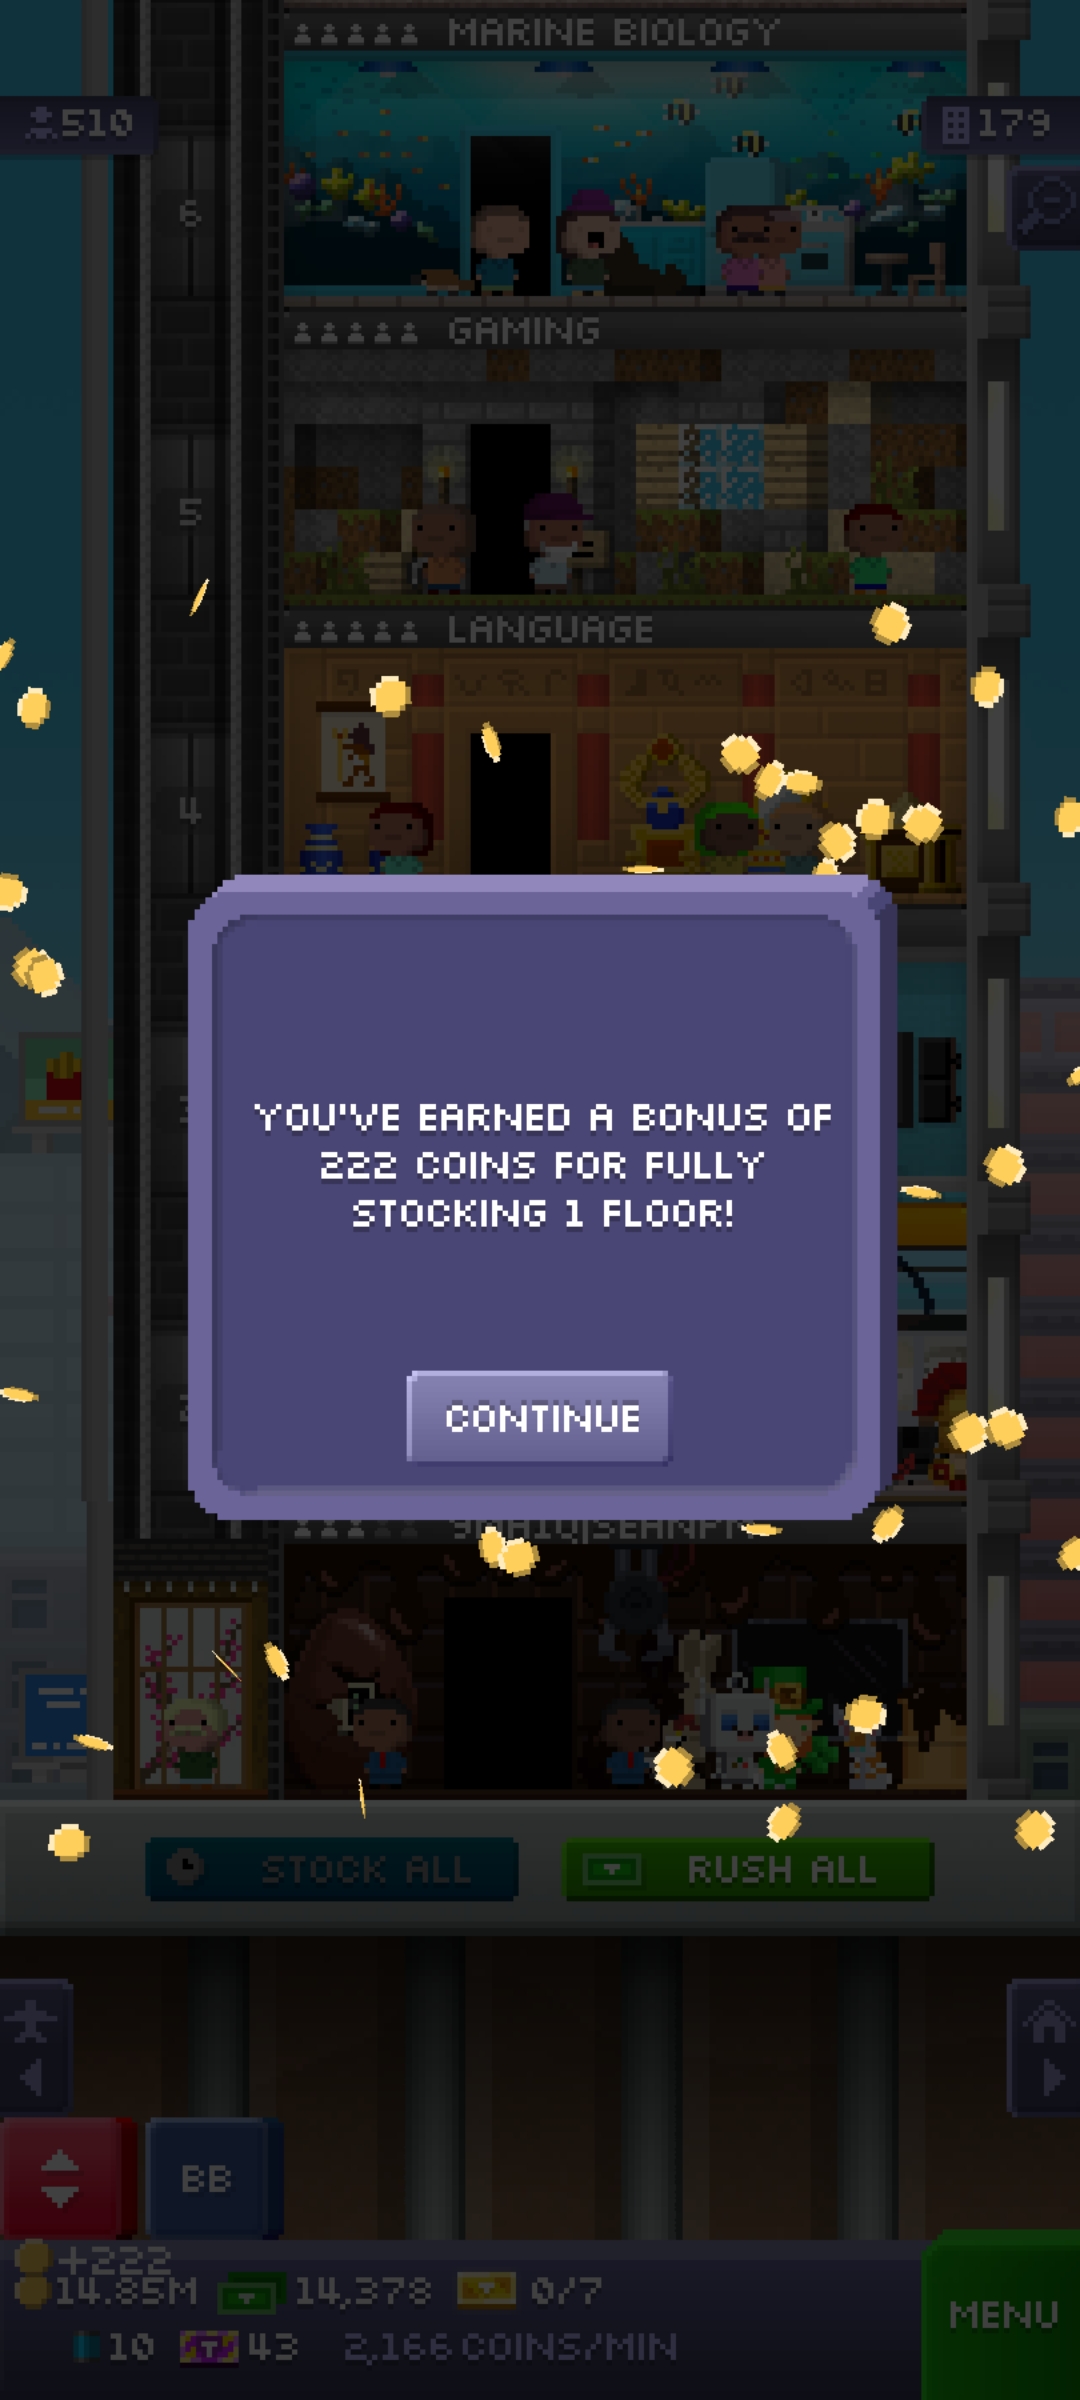 MARINE BIOLOGY
510
179
6
GAMING
5
LANGUAGE
4
YOU'VE EARNED A BONUS OF
222 COINS FOR FULLY
STOCKING 1 FLOOR!
CONTINUE
STOCK ALL
RUSH ALL
BB
+222
14.85M 14,378 0/7
10 T 43 2,166 COINS/MIN
MENU